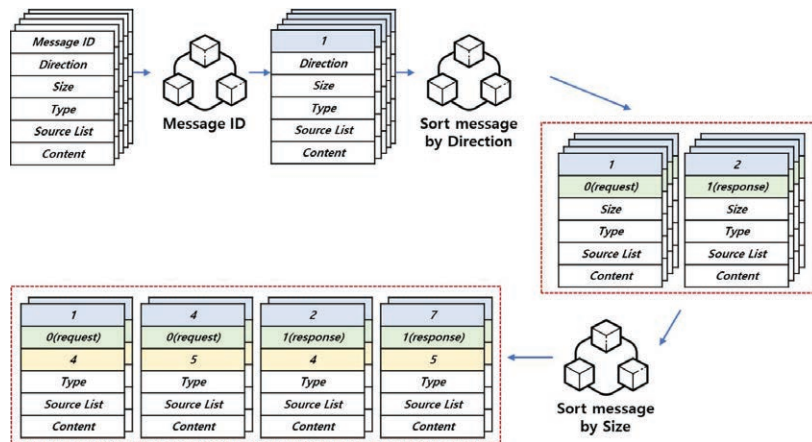 Message ID
Direction
Size
Type
Source List
Content
Message ID
1
Direction
Size
Type
Source List
Content
Sort message
by Direction
1
0(request)
Size
Type
Source List
Content
2
1(response)
Size
Type
Source List
Content
Sort message
by Size
1
0(request)
4
Type
Source List
Content
4
0(request)
5
Type
Source List
Content
2
1(response)
4
Type
Source List
Content
7
1(response)
5
Type
Source List
Content